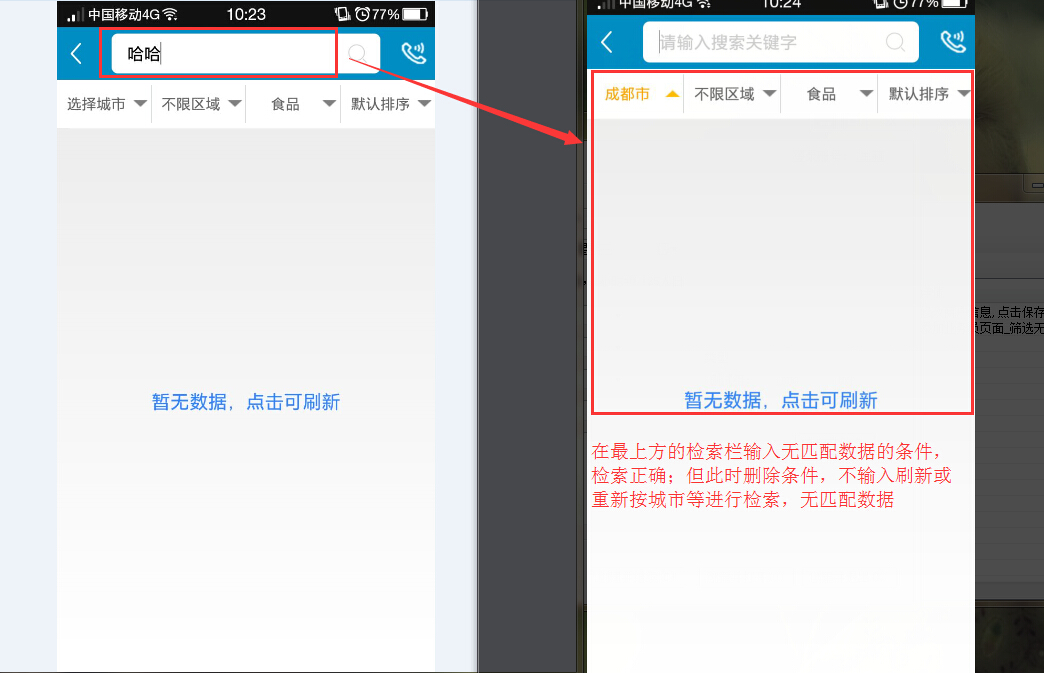 中国移动4G 10:23 77%
哈哈
选择城市 不限区域 食品 默认排序
暂无数据，点击可刷新
中国移动4G 10:24 77%
请输入搜索关键字
成都市 不限区域 食品 默认排序
暂无数据，点击可刷新
在最上方的检索栏输入无匹配数据的条件，
检索正确；但此时删除条件，不输入刷新或
重新按城市等进行检索，无匹配数据
信息,点击保存
页面_筛选无